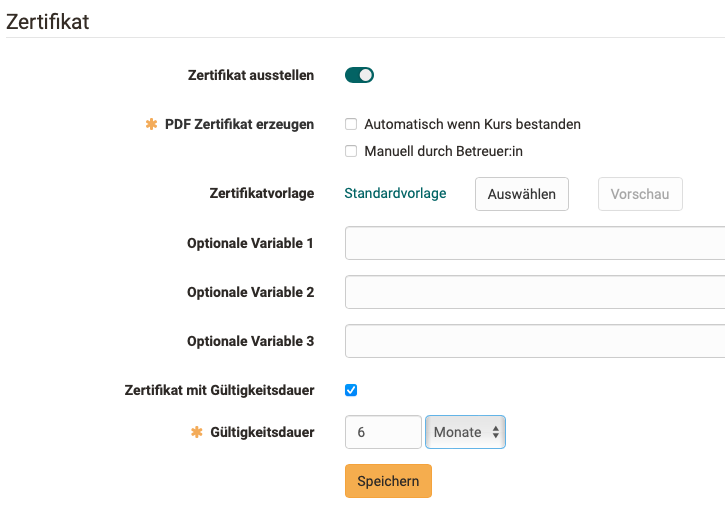 Zertifikat
Zertifikat ausstellen
✱ PDF Zertifikat erzeugen Automatisch wenn Kurs bestanden
Manuell durch Betreuer:in
Zertifikatvorlage Standardvorlage Auswählen Vorschau
Optionale Variable 1
Optionale Variable 2
Optionale Variable 3
Zertifikat mit Gültigkeitsdauer
✱ Gültigkeitsdauer 6 Monate
Speichern